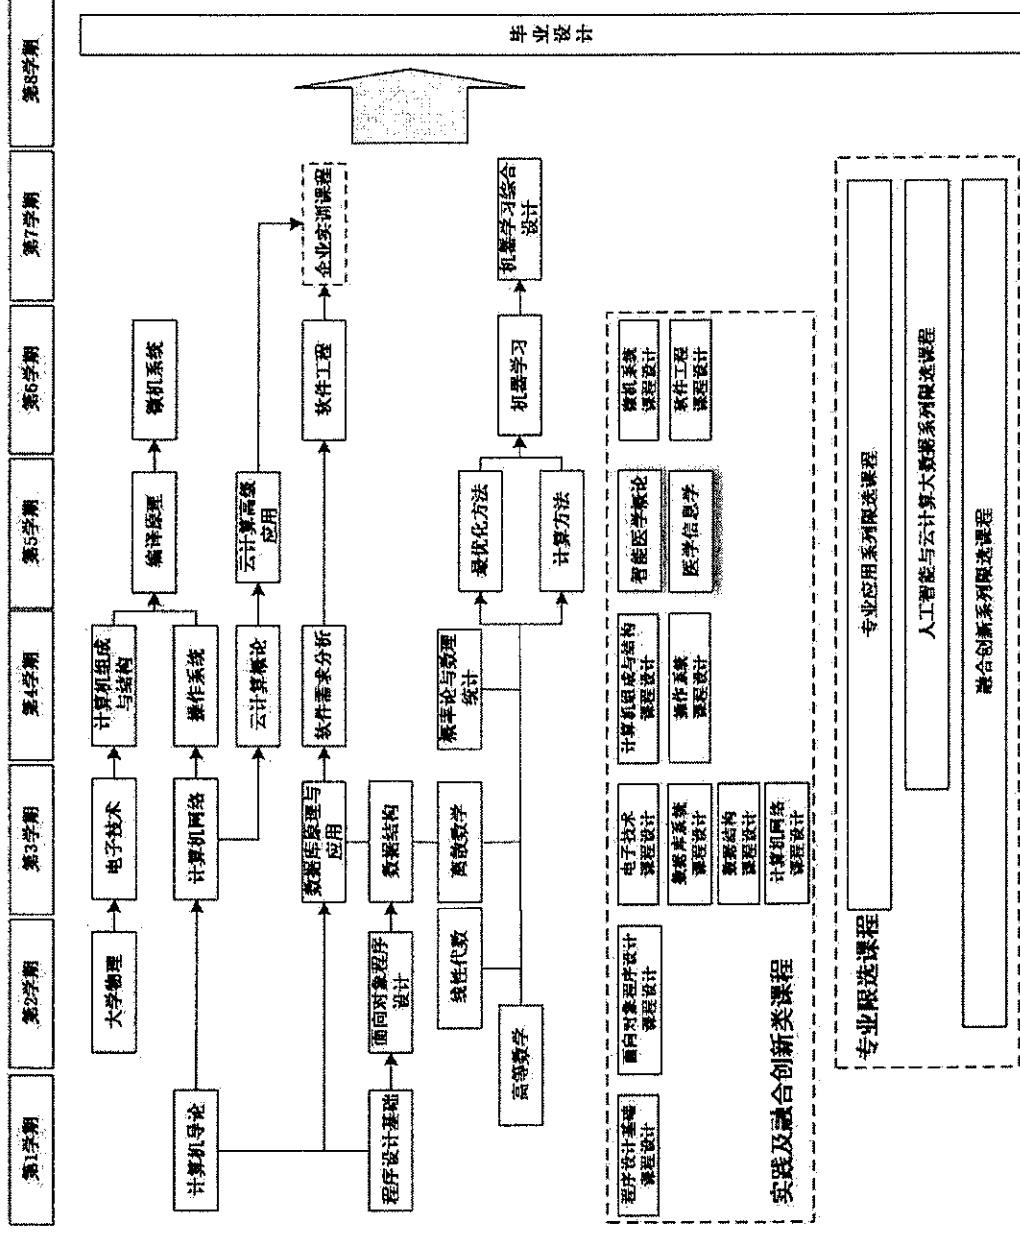 第1学期
第2学期
第3学期
第4学期
第5学期
第6学期
第7学期
第8学期
大学物理
电子技术
计算机组成
与结构
编译原理
微机系统
计算机导论
计算机网络
操作系统
云计算概论
云计算高级
应用
数据库原理与
应用
软件需求分析
软件工程
企业实训课程
程序设计基础
面向对象程序
设计
数据结构
线性代数
离散数学
概率论与数理
统计
最优化方法
高等数学
计算方法
机器学习
机器学习综合
设计
毕业设计
程序设计基础
课程设计
面向对象程序设计
课程设计
电子技术
课程设计
数据库系统
课程设计
数据结构
课程设计
计算机网络
课程设计
计算机组成与结构
课程设计
操作系统
课程设计
智能医学概论
医学信息学
微机系统
课程设计
软件工程
课程设计
实践及融合创新类课程
专业限选课程
专业应用系列限选课程
人工智能与云计算大数据系列限选课程
融合创新系列限选课程